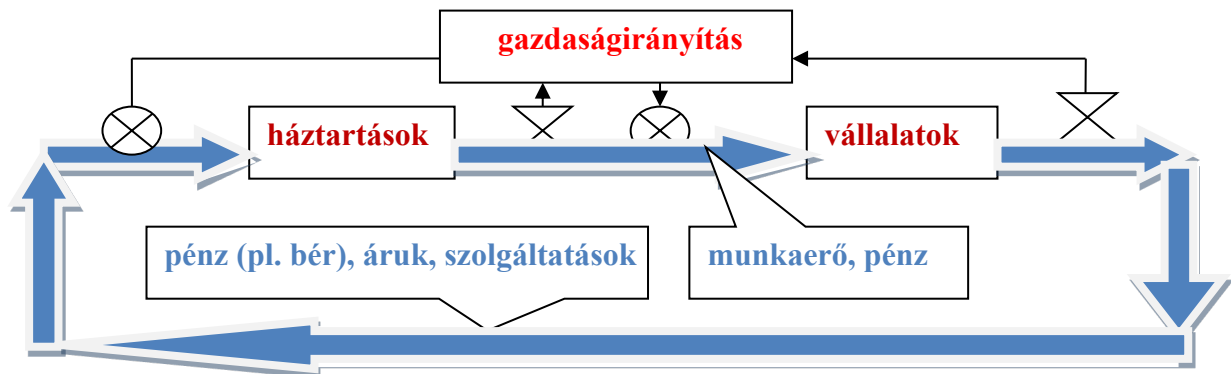 gazdaságirányítás
háztartások
vállalatok
pénz (pl. bér), áruk, szolgáltatások
munkaerő, pénz